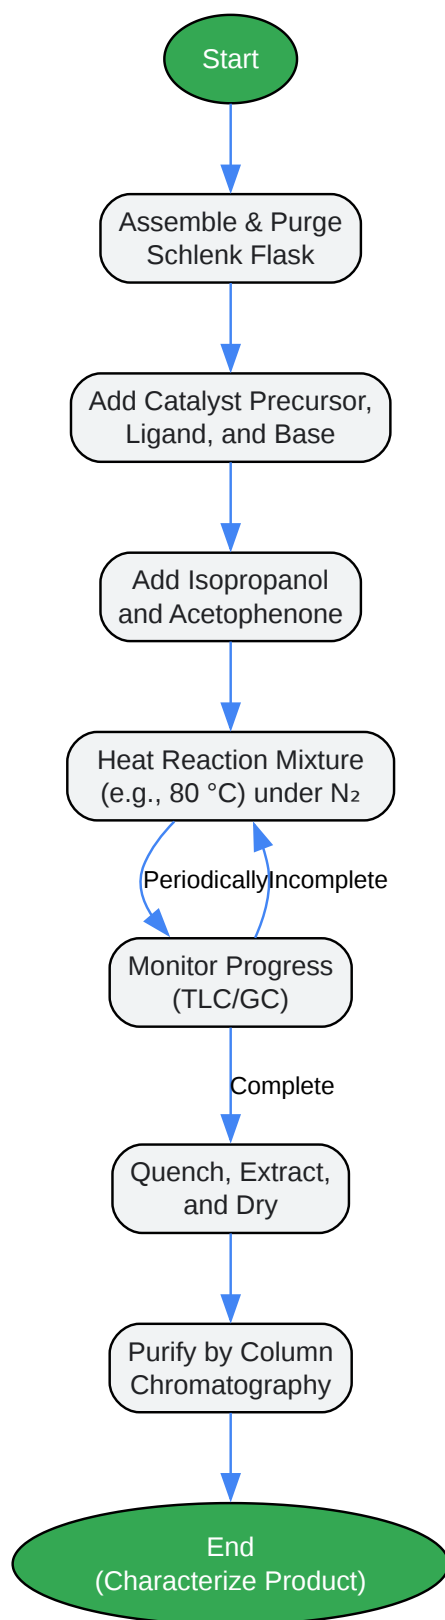 Start
Assemble & Purge
Schlenk Flask
Add Catalyst Precursor,
Ligand, and Base
Add Isopropanol
and Acetophenone
Heat Reaction Mixture
(e.g., 80 °C) under N₂
Periodically
Incomplete
Monitor Progress
(TLC/GC)
Complete
Quench, Extract,
and Dry
Purify by Column
Chromatography
End
(Characterize Product)